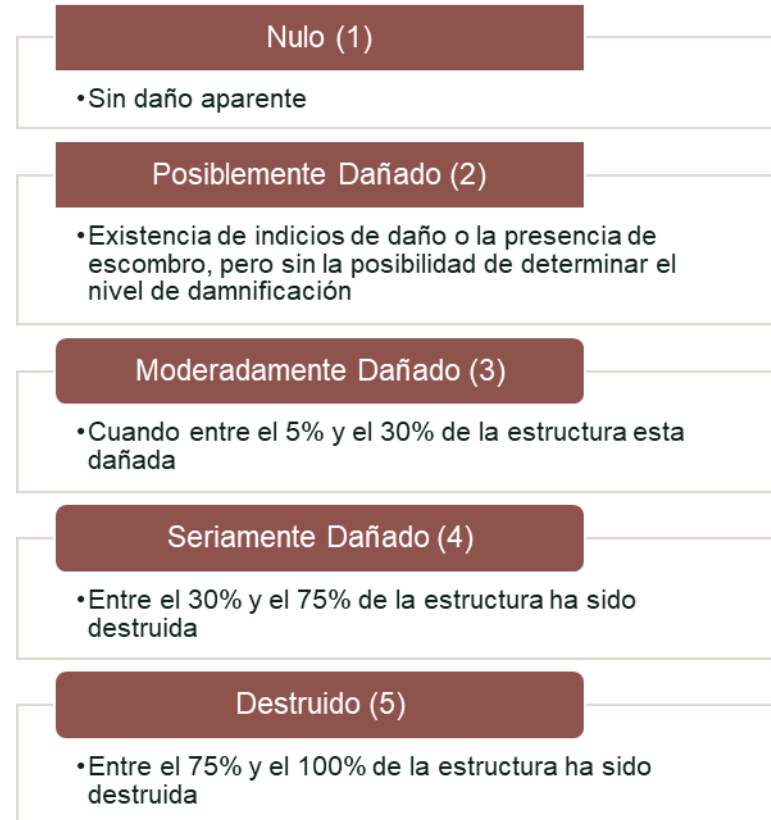 Nulo (1)
•Sin daño aparente
Posiblemente Dañado (2)
•Existencia de indicios de daño o la presencia de
escombro, pero sin la posibilidad de determinar el
nivel de damnificación
Moderadamente Dañado (3)
•Cuando entre el 5% y el 30% de la estructura esta
dañada
Seriamente Dañado (4)
•Entre el 30% y el 75% de la estructura ha sido
destruida
Destruido (5)
•Entre el 75% y el 100% de la estructura ha sido
destruida